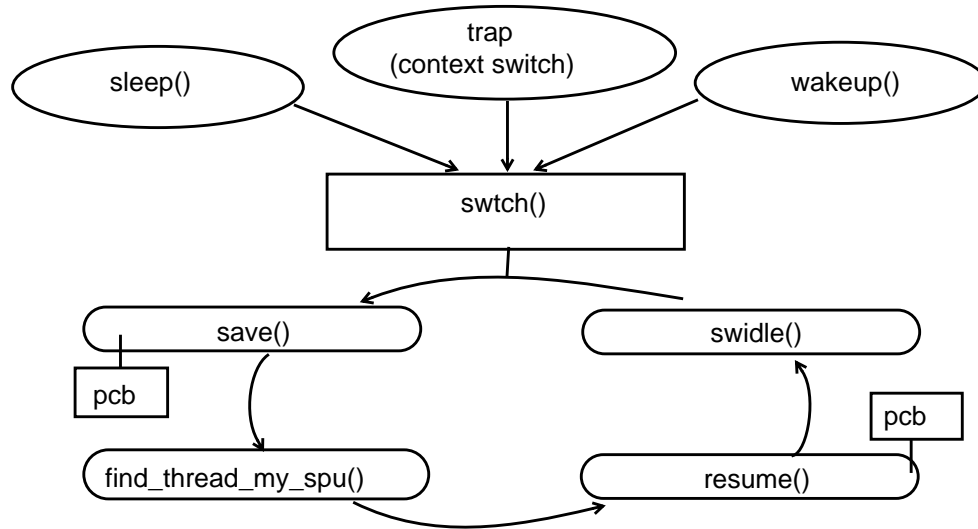 trap
(context switch)
sleep()
wakeup()
swtch()
save()
swidle()
pcb
pcb
find_thread_my_spu()
resume()